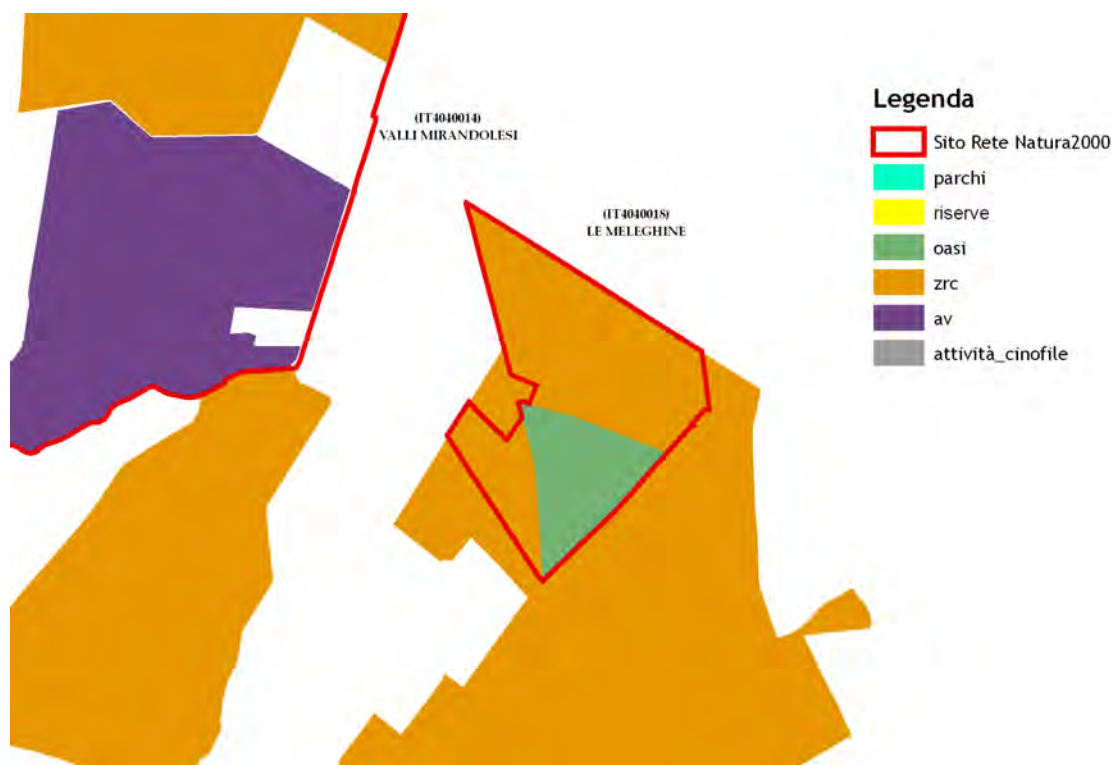 (IT4040014)
VALLI MIRANDOLESI
(IT4040018)
LE MELEGHINE
Legenda
Sito Rete Natura2000
parchi
riserve
oasi
zrc
av
attività_cinofile